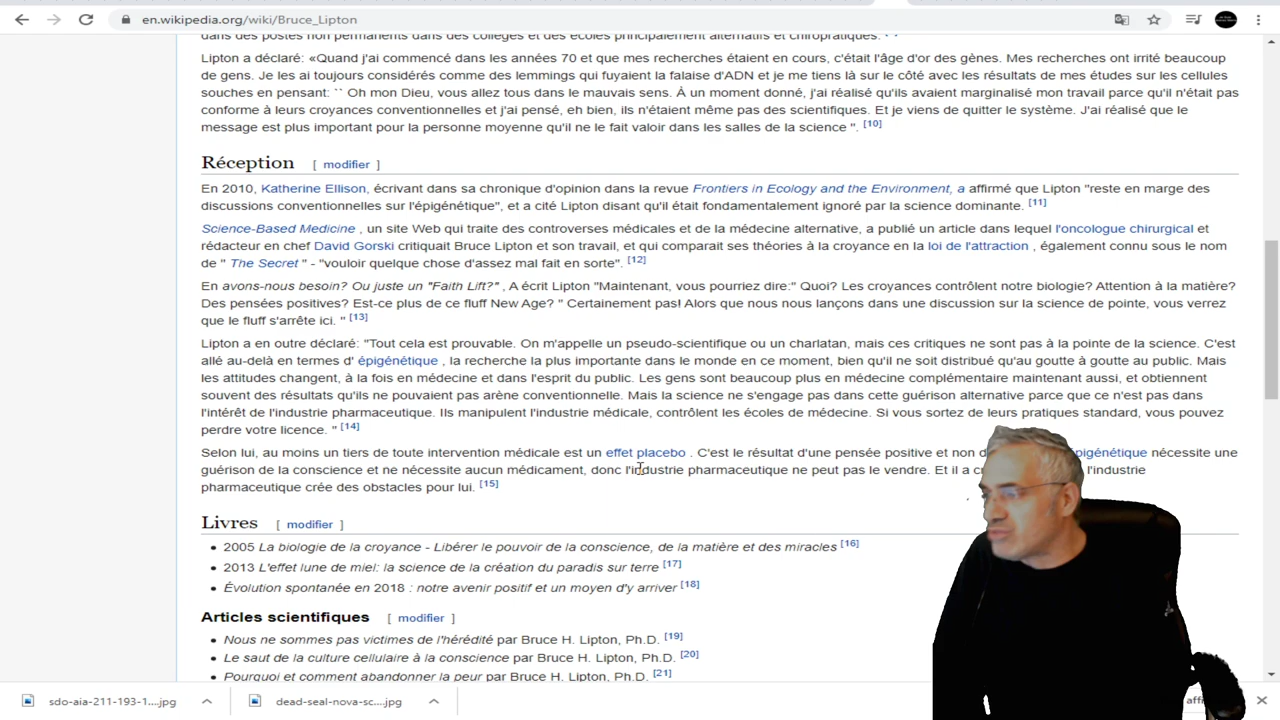 en.wikipedia.org/wiki/Bruce_Lipton
dans des postes non permanents dans des collèges et des écoles principalement alternatifs et chiropratiques.
Lipton a déclaré: «Quand j'ai commencé dans les années 70 et que mes recherches étaient en cours, c'était l'âge d'or des gènes. Mes recherches ont irrité beaucoup
de gens. Je les ai toujours considérés comme des lemmings qui fuyaient la falaise d'ADN et je me tiens là sur le côté avec les résultats de mes études sur les cellules
souches en pensant: `` Oh mon Dieu, vous allez tous dans le mauvais sens. À un moment donné, j'ai réalisé qu'ils avaient marginalisé mon travail parce qu'il n'était pas
conforme à leurs croyances conventionnelles et j'ai pensé, eh bien, ils n'étaient même pas des scientifiques. Et je viens de quitter le système. J'ai réalisé que le
message est plus important pour la personne moyenne qu'il ne le fait valoir dans les salles de la science ". [10]
Réception [ modifier ]
En 2010, Katherine Ellison, écrivant dans sa chronique d'opinion dans la revue Frontiers in Ecology and the Environment, a affirmé que Lipton "reste en marge des
discussions conventionnelles sur l'épigénétique", et a cité Lipton disant qu'il était fondamentalement ignoré par la science dominante. [11]
Science-Based Medicine , un site Web qui traite des controverses médicales et de la médecine alternative, a publié un article dans lequel l'oncologue chirurgical et
rédacteur en chef David Gorski critiquait Bruce Lipton et son travail, et qui comparait ses théories à la croyance en la loi de l'attraction , également connu sous le nom
de " The Secret " - "vouloir quelque chose d'assez mal fait en sorte". [12]
En avons-nous besoin? Ou juste un "Faith Lift?" , A écrit Lipton "Maintenant, vous pourriez dire:" Quoi? Les croyances contrôlent notre biologie? Attention à la matière?
Des pensées positives? Est-ce plus de ce fluff New Age? " Certainement pas! Alors que nous nous lançons dans une discussion sur la science de pointe, vous verrez
que le fluff s'arrête ici. " [13]
Lipton a en outre déclaré: "Tout cela est prouvable. On m'appelle un pseudo-scientifique ou un charlatan, mais ces critiques ne sont pas à la pointe de la science. C'est
allé au-delà en termes d' épigénétique , la recherche la plus importante dans le monde en ce moment, bien qu'il ne soit distribué qu'au goutte à goutte au public. Mais
les attitudes changent, à la fois en médecine et dans l'esprit du public. Les gens sont beaucoup plus en médecine complémentaire maintenant aussi, et obtiennent
souvent des résultats qu'ils ne pouvaient pas arène conventionnelle. Mais la science ne s'engage pas dans cette guérison alternative parce que ce n'est pas dans
l'intérêt de l'industrie pharmaceutique. Ils manipulent l'industrie médicale, contrôlent les écoles de médecine. Si vous sortez de leurs pratiques standard, vous pouvez
perdre votre licence. " [14]
Selon lui, au moins un tiers de toute intervention médicale est un effet placebo . C'est le résultat d'une pensée positive et non épigénétique nécessite une
guérison de la conscience et ne nécessite aucun médicament, donc l'industrie pharmaceutique ne peut pas le vendre. Et il a l'industrie
pharmaceutique crée des obstacles pour lui. [15]
Livres [ modifier ]
2005 La biologie de la croyance - Libérer le pouvoir de la conscience, de la matière et des miracles [16]
2013 L'effet lune de miel: la science de la création du paradis sur terre [17]
Évolution spontanée en 2018 : notre avenir positif et un moyen d'y arriver [18]
Articles scientifiques [ modifier ]
Nous ne sommes pas victimes de l'hérédité par Bruce H. Lipton, Ph.D. [19]
Le saut de la culture cellulaire à la conscience par Bruce H. Lipton, Ph.D. [20]
Pourquoi et comment abandonner la peur par Bruce H. Lipton, Ph.D. [21]
sdo-aia-211-193-1....jpg
dead-seal-nova-sc....jpg